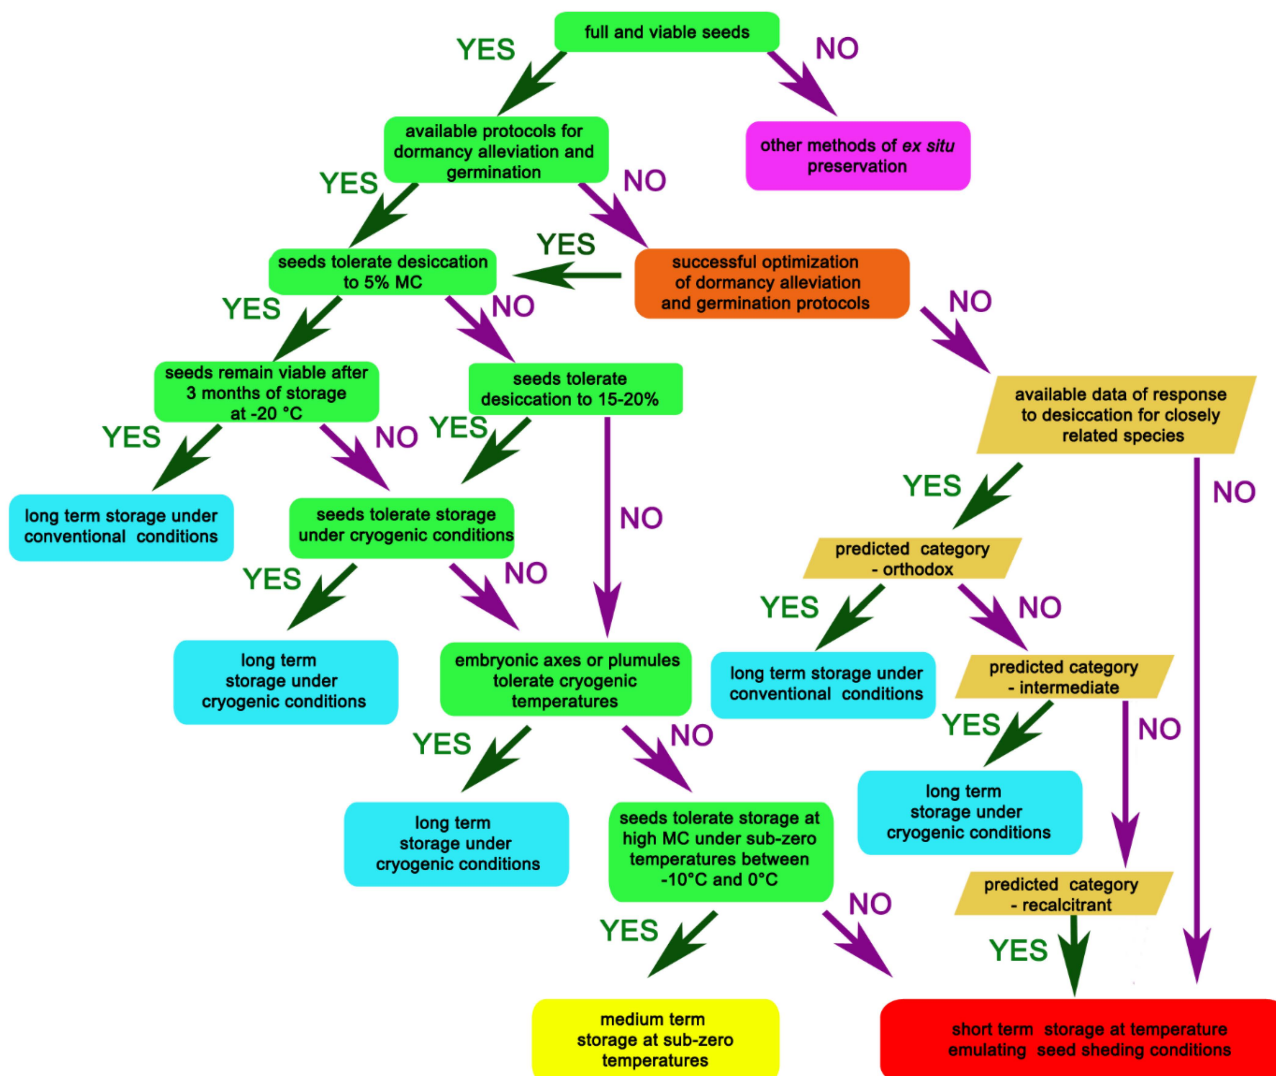 full and viable seeds
YES
NO
available protocols for
dormancy alleviation and
germination
other methods of ex situ
preservation
YES
NO
seeds tolerate desiccation
to 5% MC
YES
successful optimization
of dormancy alleviation
and germination protocols
YES
NO
NO
seeds remain viable after
3 months of storage
at -20 °C
seeds tolerate
desiccation to 15-20%
available data of response
to desiccation for closely
related species
YES
NO
YES
NO
YES
NO
long term storage under
conventional conditions
seeds tolerate storage
under cryogenic conditions
predicted category
- orthodox
YES
NO
YES
NO
long term
storage under
cryogenic conditions
embryonic axes or plumules
tolerate cryogenic
temperatures
long term storage under
conventional conditions
predicted category
- intermediate
YES
NO
YES
NO
long term
storage under
cryogenic conditions
seeds tolerate storage at
high MC under sub-zero
temperatures between
-10°C and 0°C
long term
storage under
cryogenic conditions
predicted category
- recalcitrant
YES
NO
YES
medium term
storage at sub-zero
temperatures
short term storage at temperature
emulating seed sheding conditions